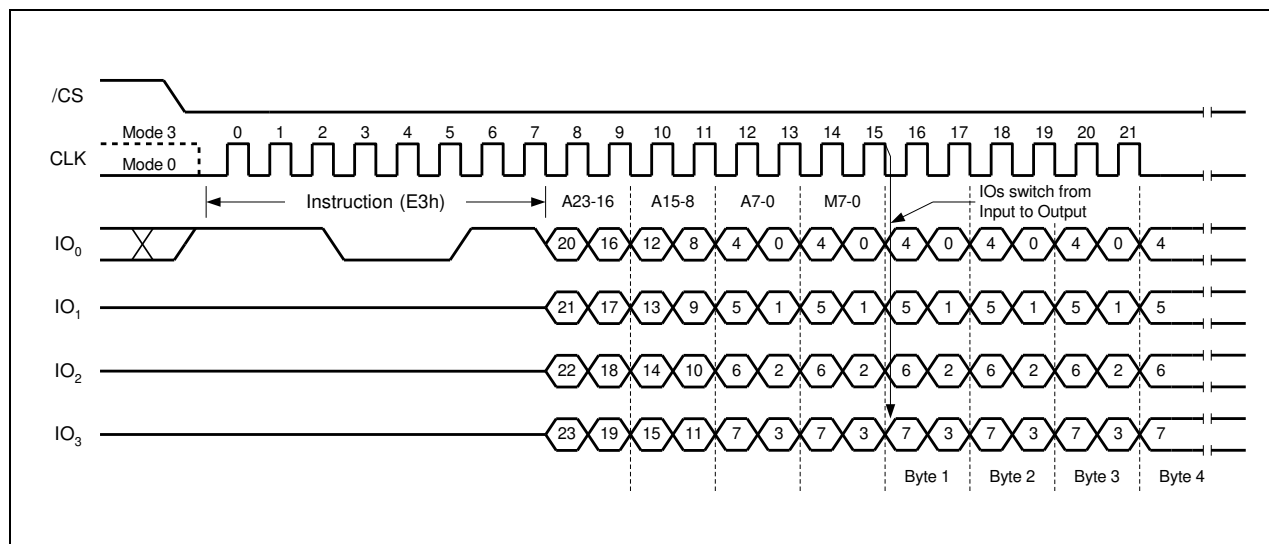 /CS
Mode 3 0 1 2 3 4 5 6 7 8 9 10 11 12 13 14 15 16 17 18 19 20 21
CLK
Mode 0
Instruction (E3h) A23-16 A15-8 A7-0 M7-0 IOs switch from
Input to Output
IO0 20 16 12 8 4 0 4 0 4 0 4 0 4 0 4
IO1 21 17 13 9 5 1 5 1 5 1 5 1 5 1 5
IO2 22 18 14 10 6 2 6 2 6 2 6 2 6 2 6
IO3 23 19 15 11 7 3 7 3 7 3 7 3 7 3 7
Byte 1 Byte 2 Byte 3 Byte 4